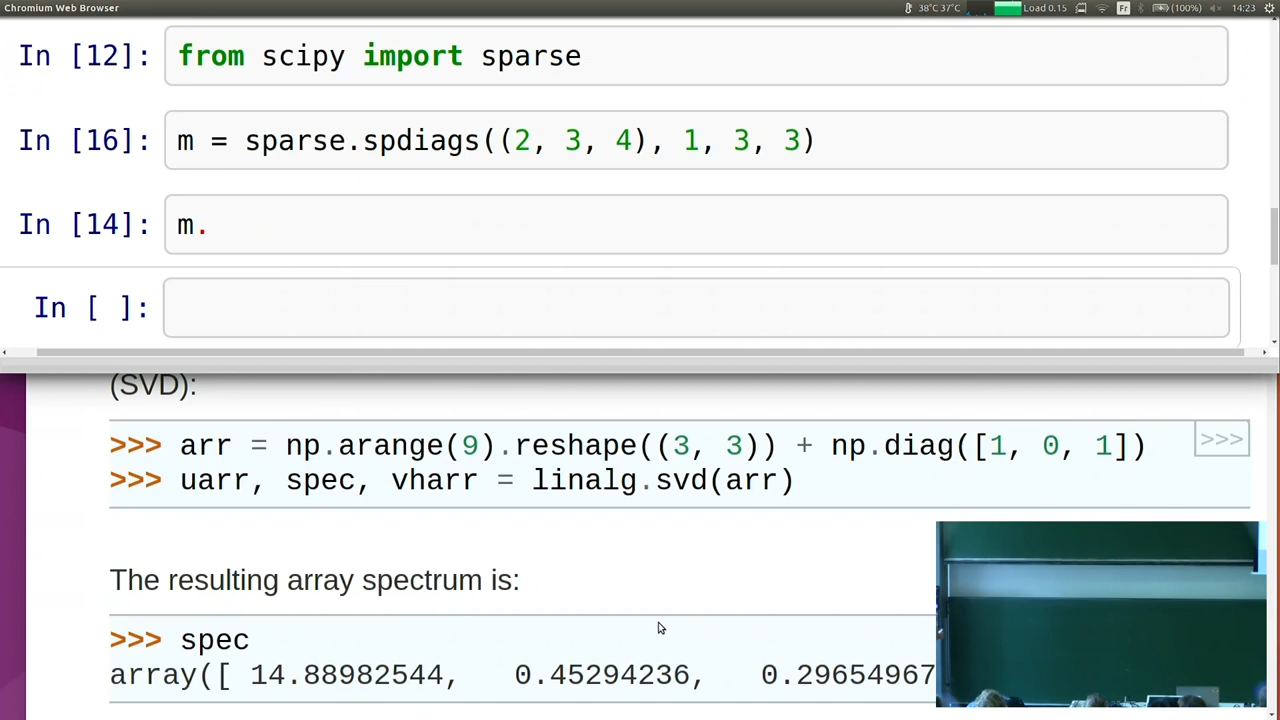 Chromium Web Browser 38°C 37°C Load 0.15 Fr (100%) 14:23
In [12]: from scipy import sparse
In [16]: m = sparse.spdiags((2, 3, 4), 1, 3, 3)
In [14]: m.
In [ ]:
(SVD):
>>> arr = np.arange(9).reshape((3, 3)) + np.diag([1, 0, 1])
>>>
>>> uarr, spec, vharr = linalg.svd(arr)
The resulting array spectrum is:
>>> spec
array([ 14.88982544, 0.45294236, 0.29654967